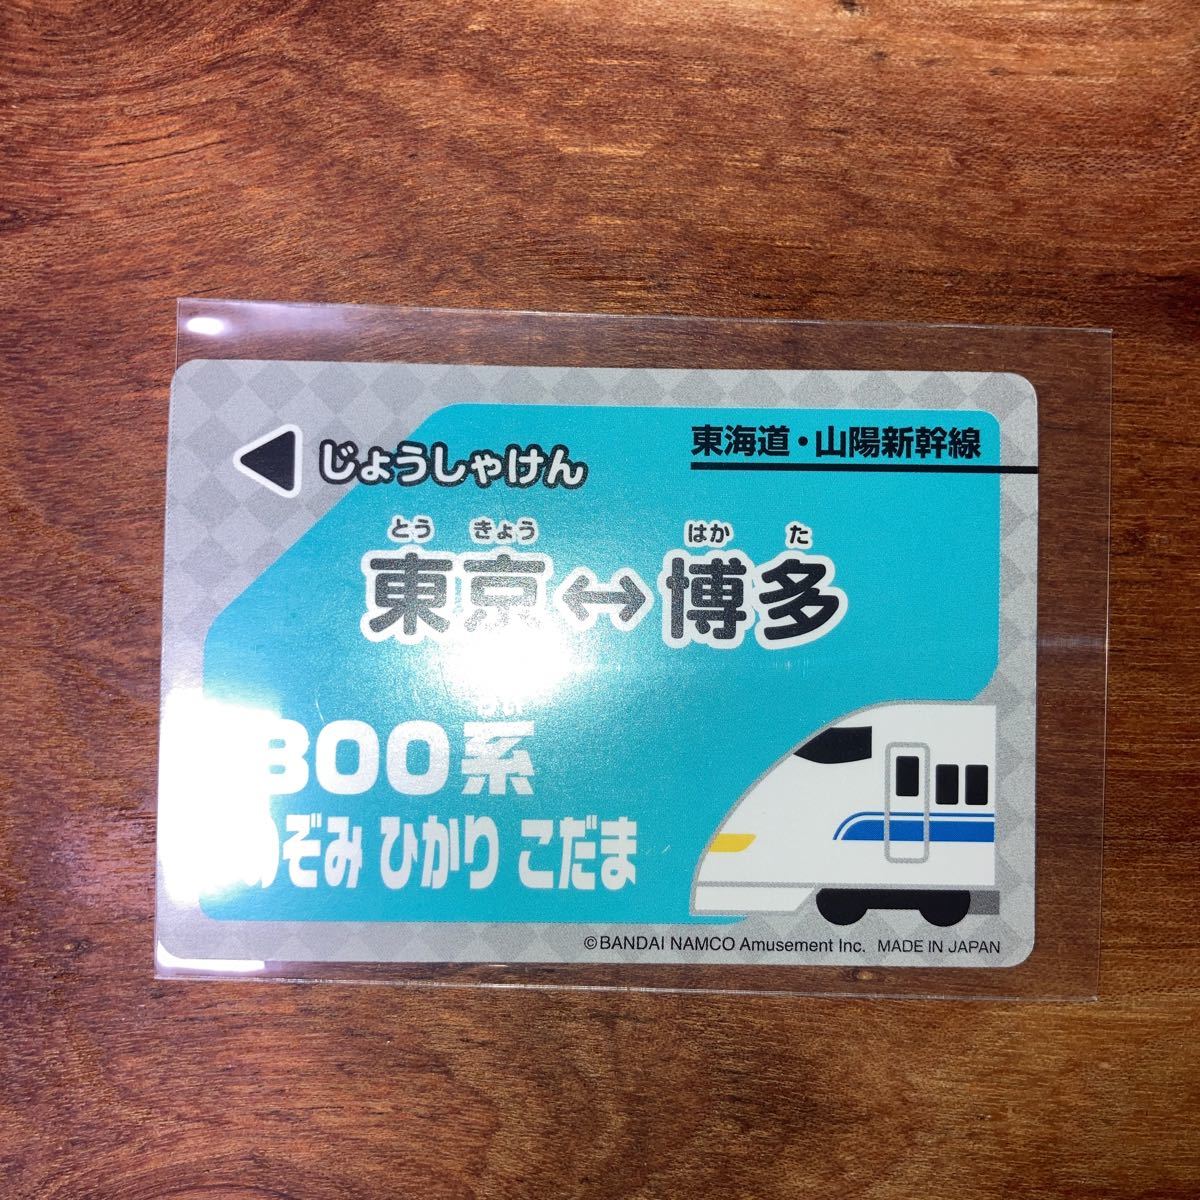 じょうしゃけん
東海道・山陽新幹線
とう きょう はか た
東京↔博多
300系
のぞみ ひかり こだま
©BANDAI NAMCO Amusement Inc. MADE IN JAPAN